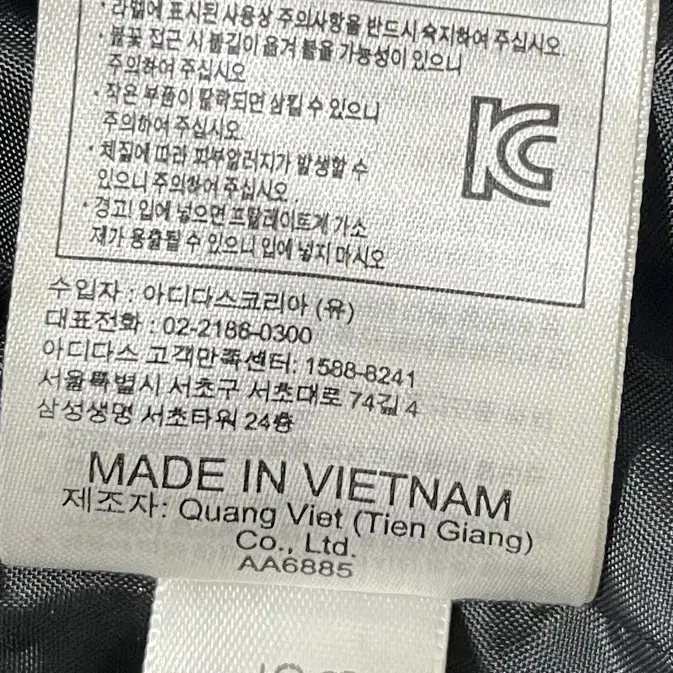 · 라벨에 표시된 사용상 주의사항을 반드시 숙지하여 주십시오.
· 불꽃 접근 시 불길이 옮겨 붙을 가능성이 있으니
주의하여 주십시오
· 작은 부품이 탈락되면 삼킬 수 있으니
주의하여 주십시오.
· 체질에 따라 피부알러지가 발생할 수
있으니 주의하여 주십시오.
· 경고! 입에 넣으면 프탈레이트계 가소
제가 용출될 수 있으니 입에 넣지 마시오
KC
수입자 : 아디다스코리아 (유)
대표전화 : 02-2186-0300
아디다스 고객만족센터: 1588-8241
서울특별시 서초구 서초대로 74길 4
삼성생명 서초타워 24층
MADE IN VIETNAM
제조자: Quang Viet (Tien Giang)
Co., Ltd.
AA6885